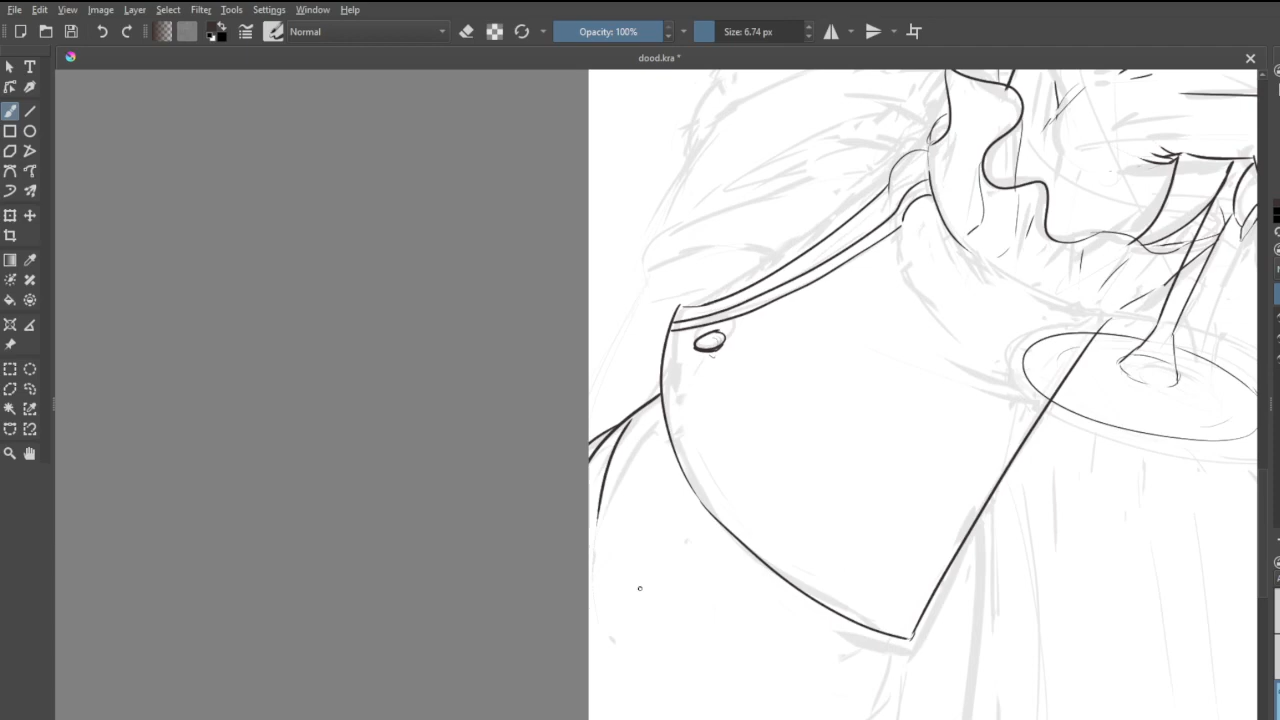 File Edit View Image Layer Select Filter Tools Settings Window Help
Normal Opacity: 100% Size: 6.74 px
dood.kra *